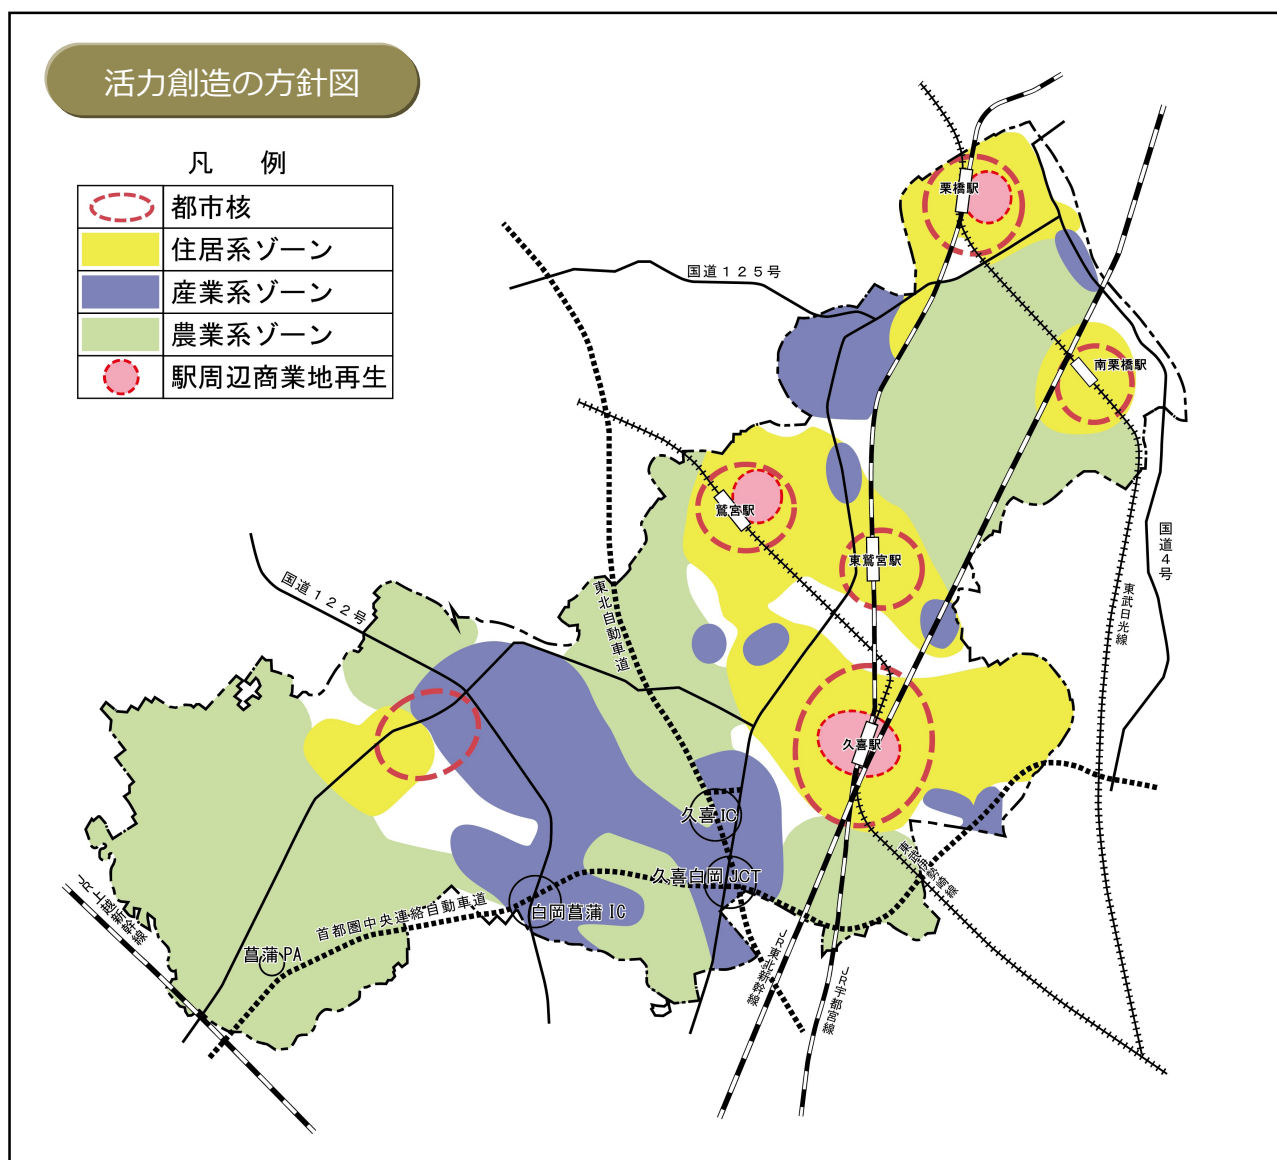 活力創造の方針図
凡　例
都市核
住居系ゾーン
産業系ゾーン
農業系ゾーン
駅周辺商業地再生
栗橋駅
国道１２５号
南栗橋駅
鷲宮駅
東鷲宮駅
国道４号
東武日光線
国道１２２号
東北自動車道
久喜駅
久喜IC
久喜白岡JCT
東武伊勢崎線
白岡菖蒲IC
首都圏中央連絡自動車道
菖蒲PA
JR上越新幹線
JR東北新幹線
JR宇都宮線